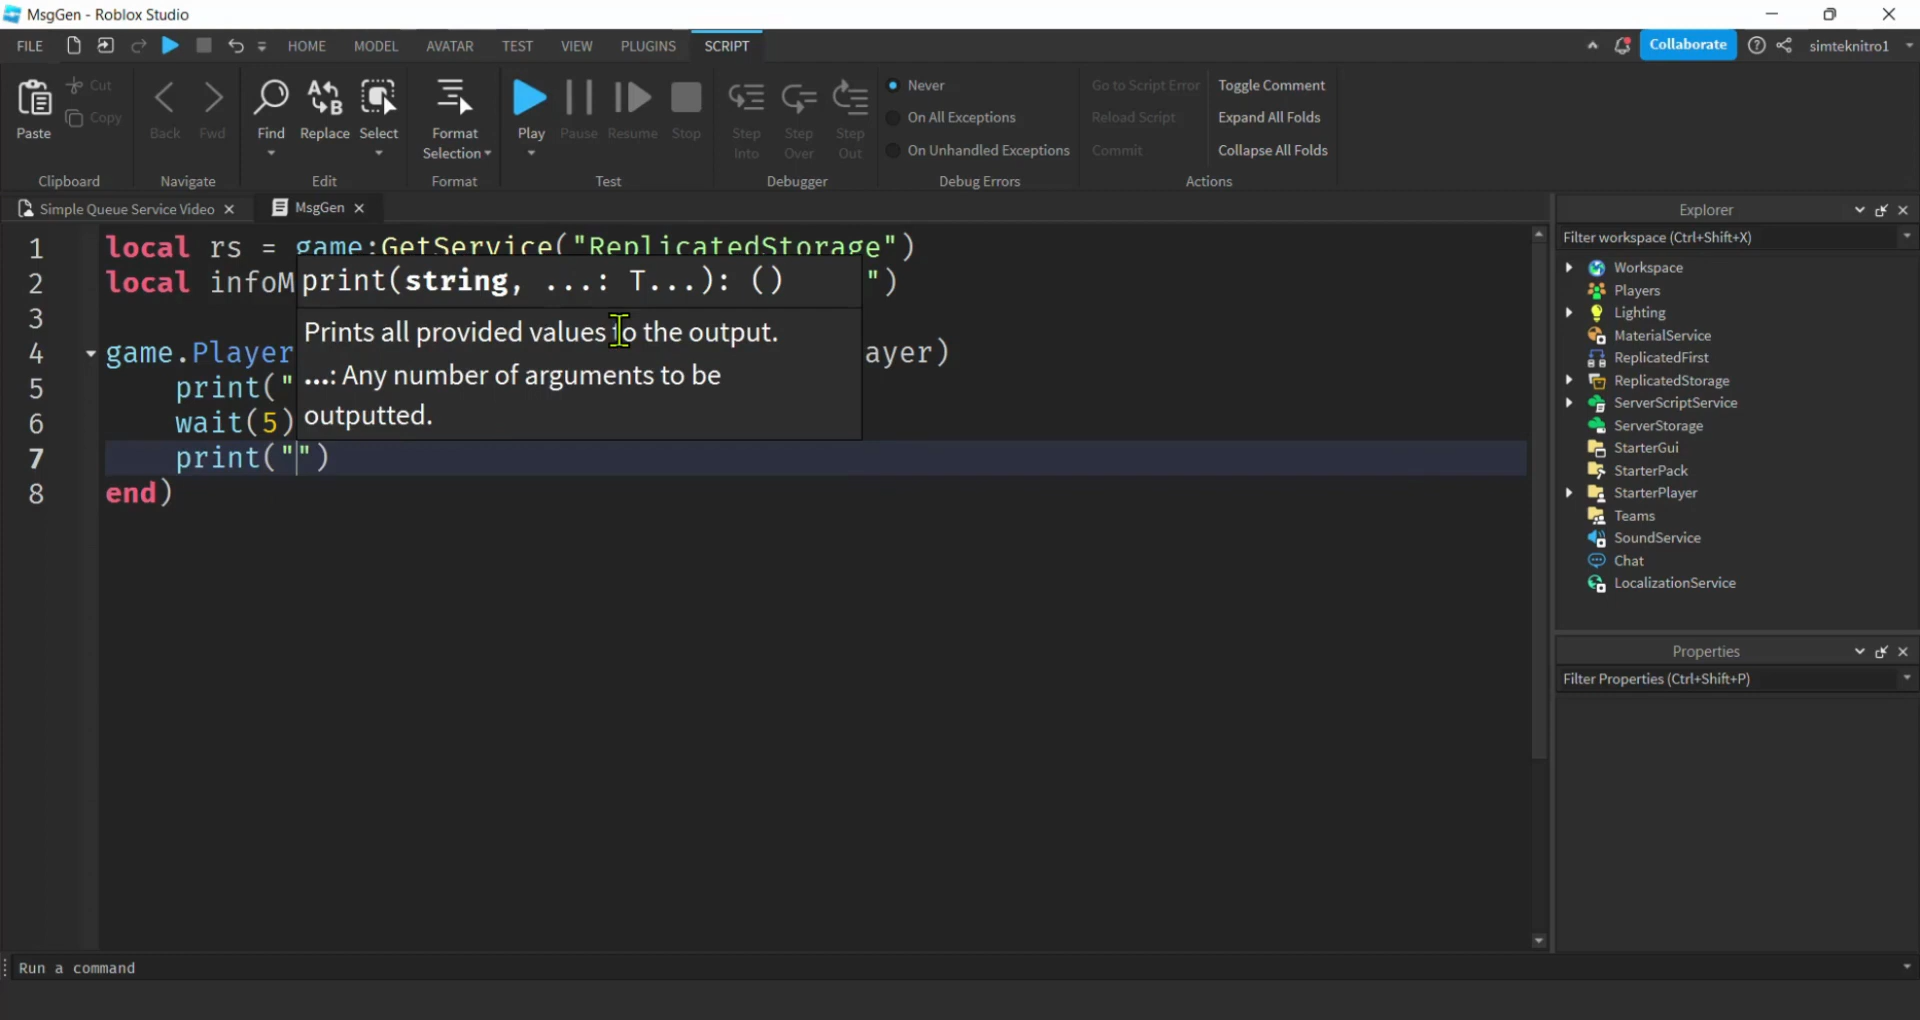 MsgGen - Roblox Studio
FILE HOME MODEL AVATAR TEST VIEW PLUGINS SCRIPT Collaborate simteknitro1
Paste Cut Copy
Clipboard
Back Fwd
Navigate
Find Replace Select
Edit
Format Selection
Format
Play Pause Resume Stop
Test
Step Into Step Over Step Out
Debugger
Never
On All Exceptions
On Unhandled Exceptions
Debug Errors
Go to Script Error Toggle Comment
Reload Script Expand All Folds
Commit Collapse All Folds
Actions
Simple Queue Service Video MsgGen
1 local rs = game:GetService("ReplicatedStorage")
2 local infoM ")
3
4 game.Player ayer)
5 print("
6 wait(5)
7 print("")
8 end)
print(string, ...: T...): ()
Prints all provided values to the output.
...: Any number of arguments to be
outputted.
Explorer
Filter workspace (Ctrl+Shift+X)
Workspace
Players
Lighting
MaterialService
ReplicatedFirst
ReplicatedStorage
ServerScriptService
ServerStorage
StarterGui
StarterPack
StarterPlayer
Teams
SoundService
Chat
LocalizationService
Properties
Filter Properties (Ctrl+Shift+P)
Run a command